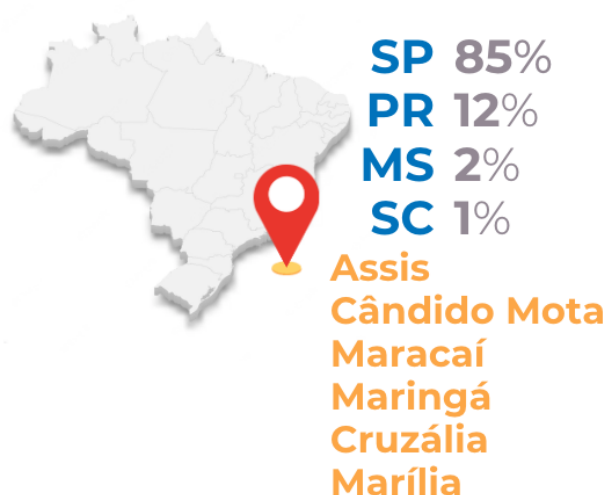 SP 85%
PR 12%
MS 2%
SC 1%
Assis
Cândido Mota
Maracaí
Maringá
Cruzália
Marília